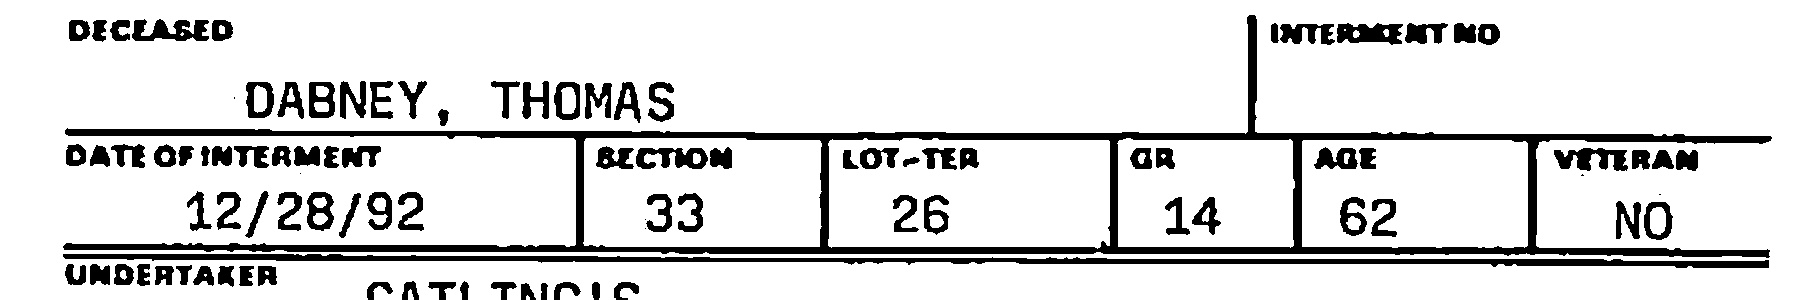 DECEASED INTERMENT NO
DABNEY, THOMAS
DATE OF INTERMENT SECTION LOT-TER GR AGE VETERAN
12/28/92 33 26 14 62 NO
UNDERTAKER